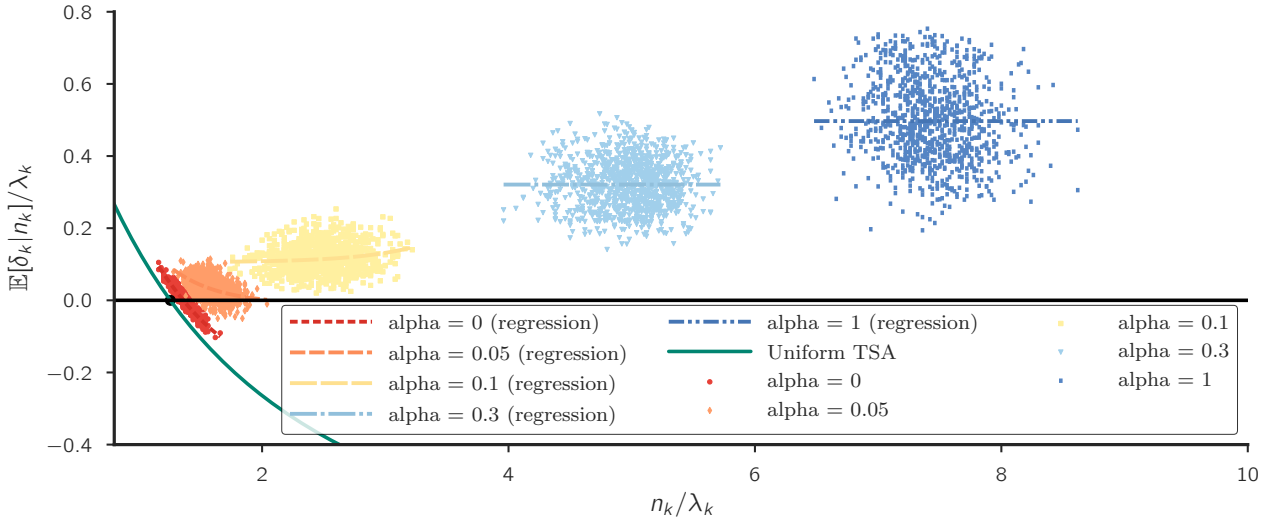 0.8
0.6
0.4
0.2
0.0
−0.2
−0.4
𝔼[δ_k|n_k]/λ_k
alpha = 0 (regression)
alpha = 0.05 (regression)
alpha = 0.1 (regression)
alpha = 0.3 (regression)
alpha = 1 (regression)
Uniform TSA
alpha = 0
alpha = 0.05
alpha = 0.1
alpha = 0.3
alpha = 1
2 4 6 8 10
n_k/λ_k